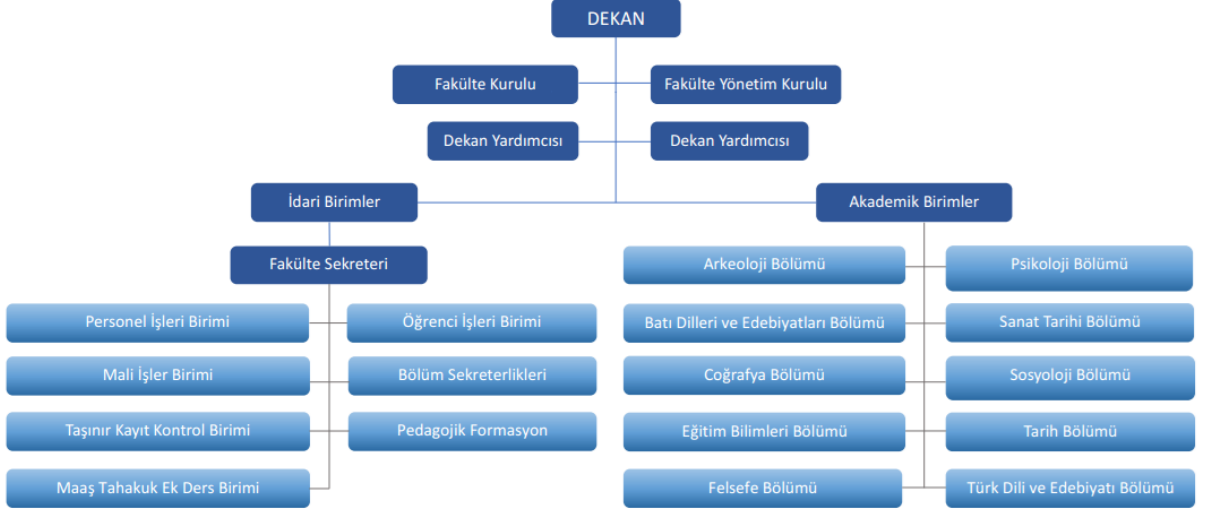 DEKAN
Fakülte Kurulu
Fakülte Yönetim Kurulu
Dekan Yardımcısı
Dekan Yardımcısı
İdari Birimler
Akademik Birimler
Fakülte Sekreteri
Arkeoloji Bölümü
Psikoloji Bölümü
Personel İşleri Birimi
Öğrenci İşleri Birimi
Batı Dilleri ve Edebiyatları Bölümü
Sanat Tarihi Bölümü
Mali İşler Birimi
Bölüm Sekreterlikleri
Coğrafya Bölümü
Sosyoloji Bölümü
Taşınır Kayıt Kontrol Birimi
Pedagojik Formasyon
Eğitim Bilimleri Bölümü
Tarih Bölümü
Maaş Tahakuk Ek Ders Birimi
Felsefe Bölümü
Türk Dili ve Edebiyatı Bölümü